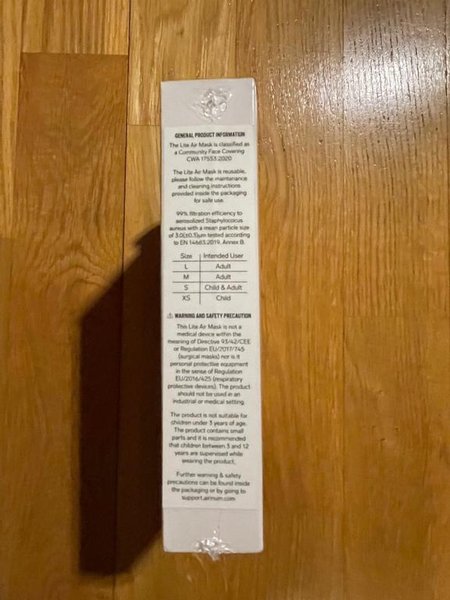 GENERAL PRODUCT INFORMATION
The Lite Air Mask is classified as
a Community Face Covering
CWA 17553:2020
The Lite Air Mask is reusable,
please follow the maintenance
and cleaning instructions
provided inside the packaging
for safe use.
99% filtration efficiency to
aerosolized Staphylococus
aureus with a mean particle size
of 3.0(±0.3)µm tested according
to EN 14683:2019, Annex B.
Size Intended User
L Adult
M Adult
S Child & Adult
XS Child
⚠ WARNING AND SAFETY PRECAUTION
This Lite Air Mask is not a
medical device within the
meaning of Directive 93/42/CEE
or Regulation EU/2017/745
(surgical masks) nor is it
personal protective equipment
in the sense of Regulation
EU/2016/425 (respiratory
protective devices). The product
should not be used in an
industrial or medical setting.
The product is not suitable for
children under 3 years of age.
The product contains small
parts and it is recommended
that children between 3 and 12
years are supervised while
wearing the product.
Further warning & safety
precautions can be found inside
the packaging or by going to
support.airinum.com